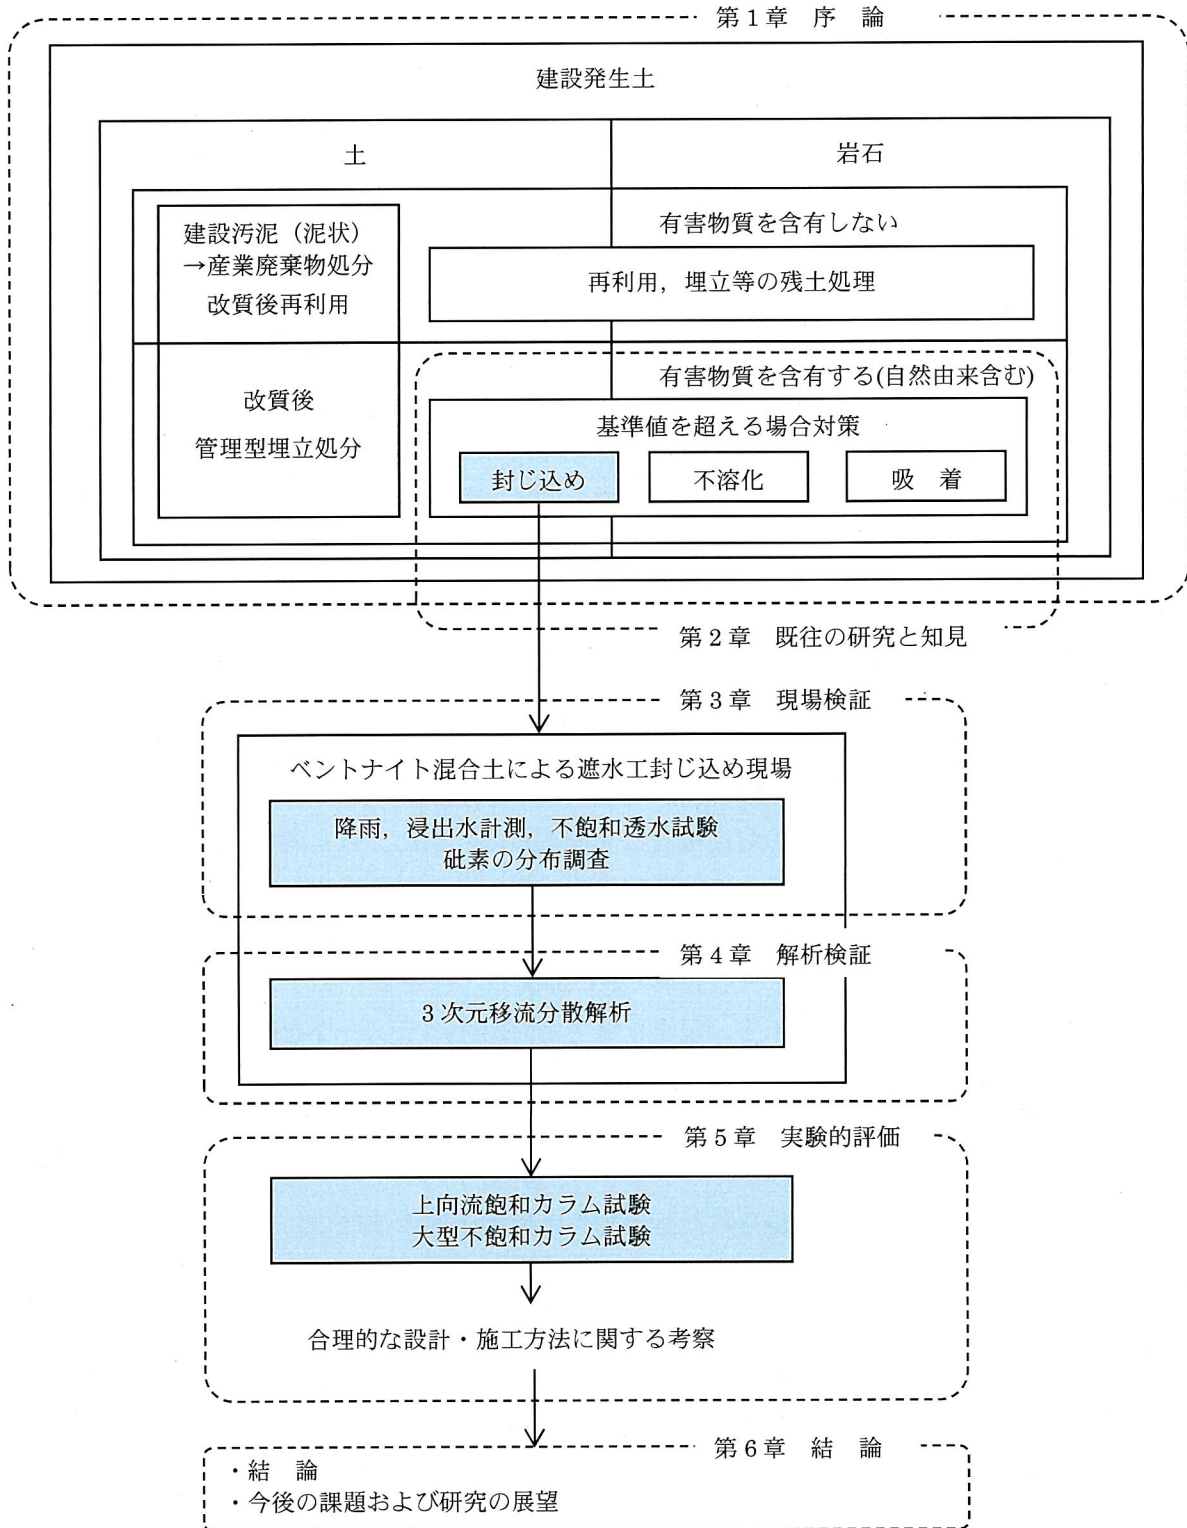 第1章 序 論
建設発生土
土
岩石
建設汚泥(泥状)
→産業廃棄物処分
改質後再利用
有害物質を含有しない
再利用,埋立等の残土処理
改質後
管理型埋立処分
有害物質を含有する(自然由来含む)
基準値を超える場合対策
封じ込め
不溶化
吸 着
第2章 既往の研究と知見
第3章 現場検証
ベントナイト混合土による遮水工封じ込め現場
降雨,浸出水計測,不飽和透水試験
砒素の分布調査
第4章 解析検証
3次元移流分散解析
第5章 実験的評価
上向流飽和カラム試験
大型不飽和カラム試験
合理的な設計・施工方法に関する考察
第6章 結 論
・結 論
・今後の課題および研究の展望